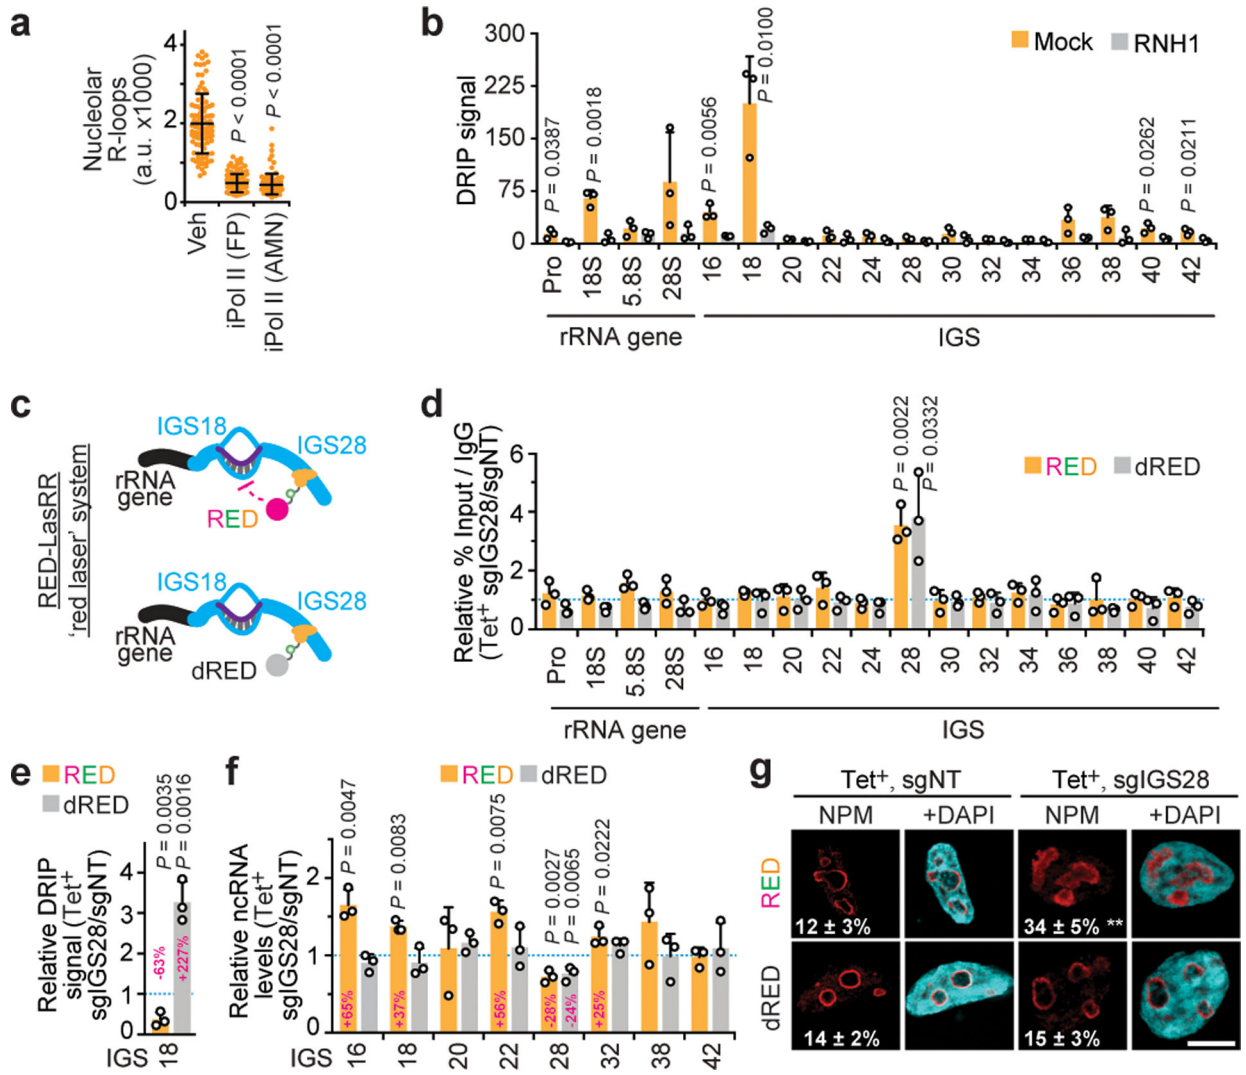 a
Nucleolar
R-loops
(a.u. x1000)
4
2
0
P < 0.0001
P < 0.0001
Veh
iPol II (FP)
iPol II (AMN)
b
DRIP signal
300
225
150
75
0
Mock
RNH1
P = 0.0387
P = 0.0018
P = 0.0056
P = 0.0100
P = 0.0262
P = 0.0211
Pro
18S
5.8S
28S
16
18
20
22
24
28
30
32
34
36
38
40
42
rRNA gene
IGS
c
RED-LasRR
‘red laser’ system
IGS18
IGS28
rRNA
gene
RED
IGS18
IGS28
rRNA
gene
dRED
d
Relative % Input / IgG
(Tet+ sgIGS28/sgNT)
6
4
2
0
P = 0.0022
P = 0.0332
RED
dRED
Pro
18S
5.8S
28S
16
18
20
22
24
28
30
32
34
36
38
40
42
rRNA gene
IGS
e
RED
dRED
Relative DRIP
signal (Tet+
sgIGS28/sgNT)
4
3
2
1
0
P = 0.0035
P = 0.0016
-63%
+227%
IGS
18
f
RED
dRED
Relative ncRNA
levels (Tet+
sgIGS28/sgNT)
2
1
0
P = 0.0047
P = 0.0083
P = 0.0075
P = 0.0027
P = 0.0065
P = 0.0222
+65%
+37%
+56%
-28%
-24%
+25%
IGS
16
18
20
22
28
32
38
42
g
Tet+, sgNT
Tet+, sgIGS28
NPM
+DAPI
NPM
+DAPI
RED
12 ± 3%
34 ± 5% **
dRED
14 ± 2%
15 ± 3%